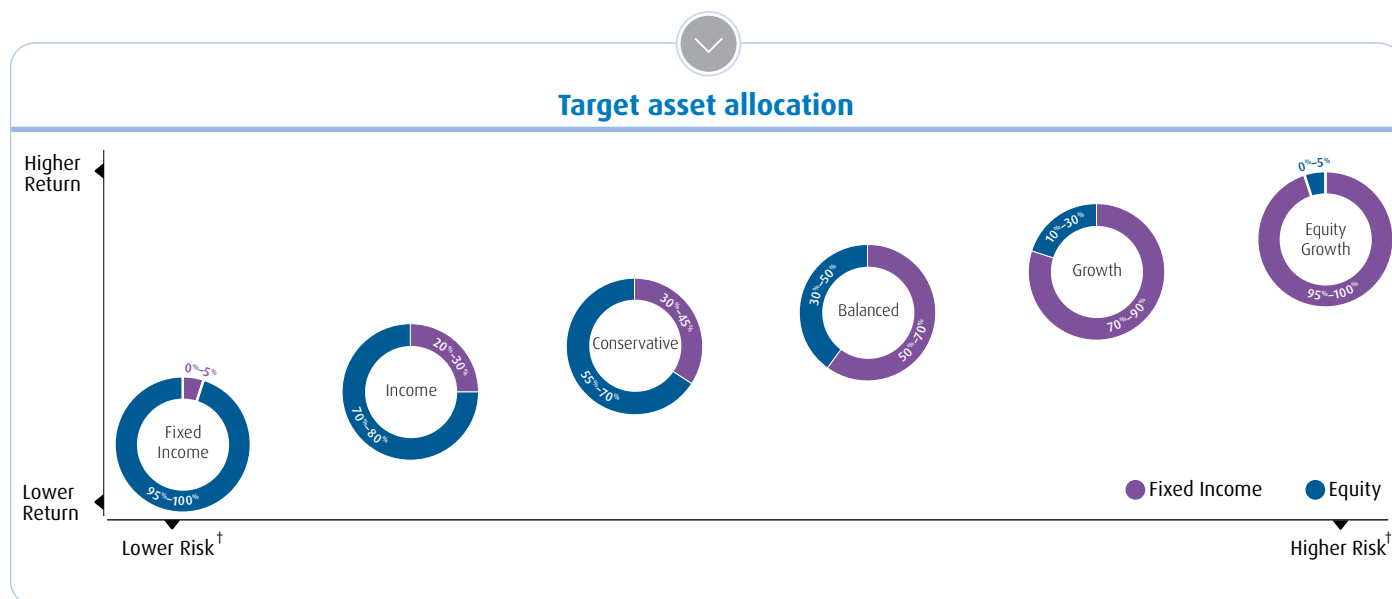 Target asset allocation
Higher
Return
0%–5%
Equity
Growth
95%–100%
10%–30%
Growth
70%–90%
30%–50%
Balanced
50%–70%
30%–45%
Conservative
55%–70%
20%–30%
Income
70%–80%
0%–5%
Fixed
Income
95%–100%
Lower
Return
Fixed Income
Equity
Lower Risk†
Higher Risk†